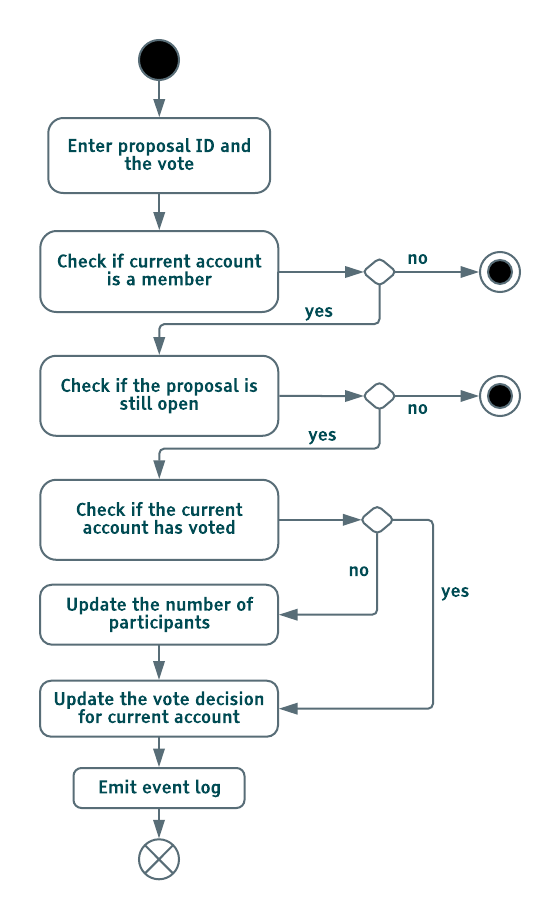 Enter proposal ID and
the vote
Check if current account
is a member
no
yes
Check if the proposal is
still open
no
yes
Check if the current
account has voted
no
yes
Update the number of
participants
Update the vote decision
for current account
Emit event log